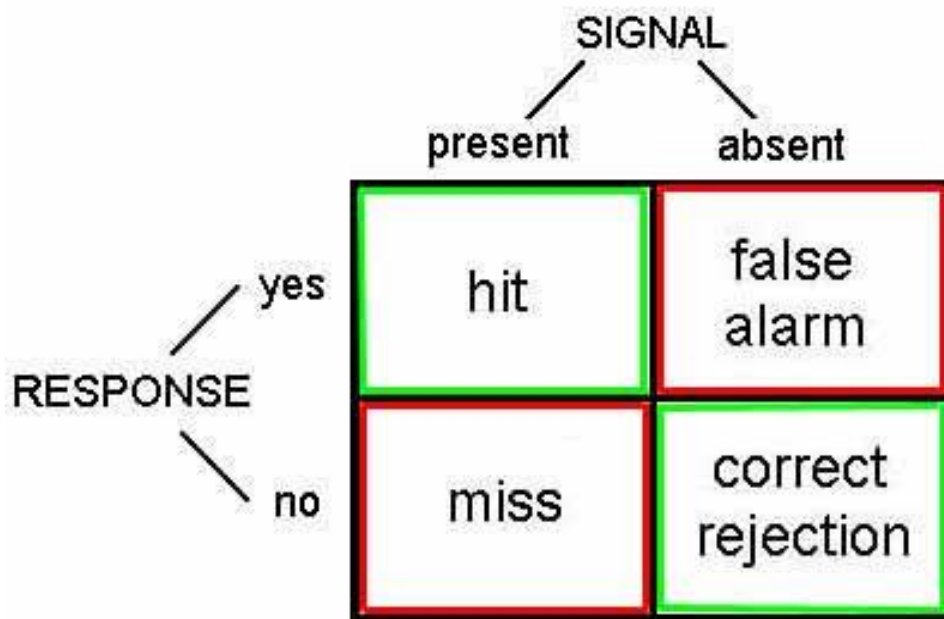 SIGNAL
present absent
yes hit false
alarm
RESPONSE
no miss correct
rejection